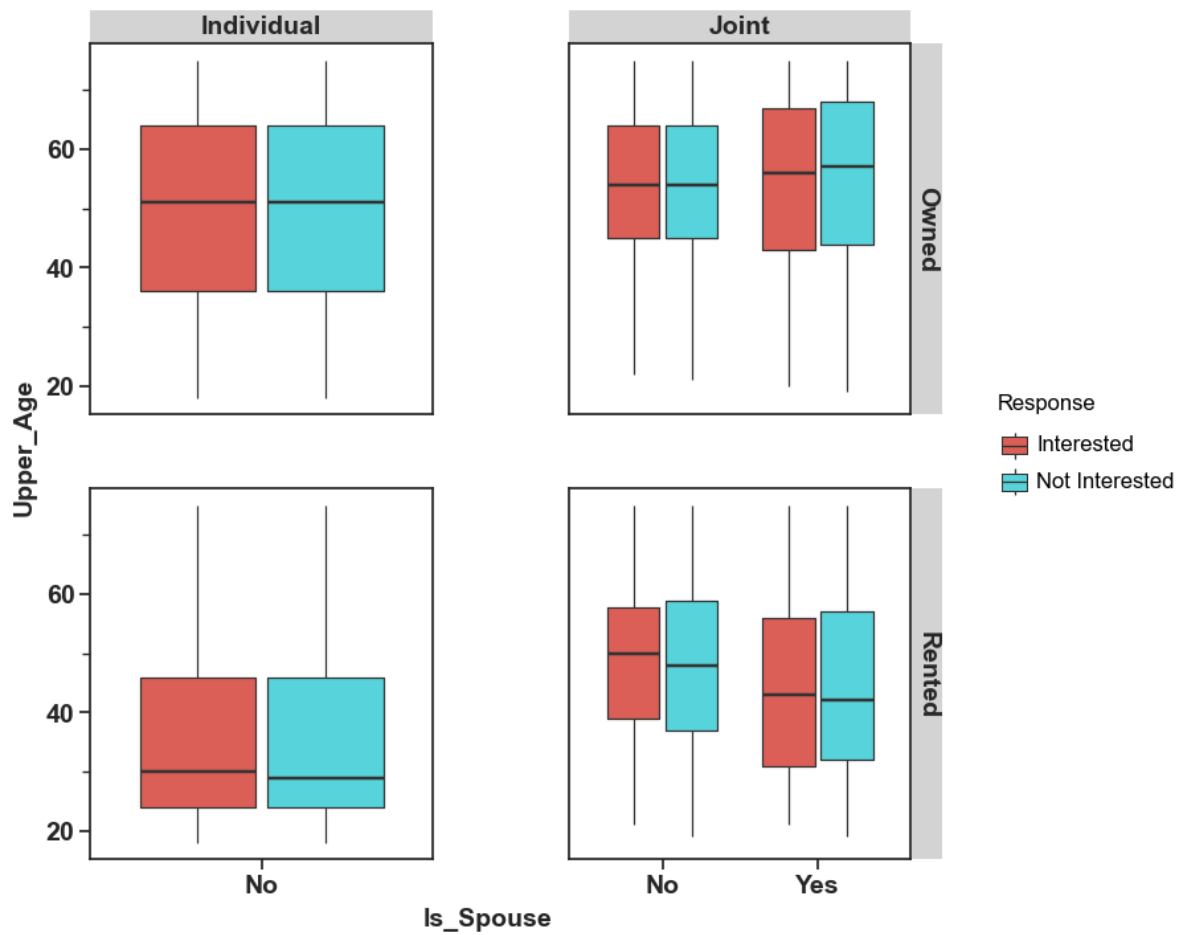 Individual
Joint
60
40
20
Owned
Upper_Age
Response
Interested
Not Interested
60
40
20
Rented
No
No
Yes
Is_Spouse